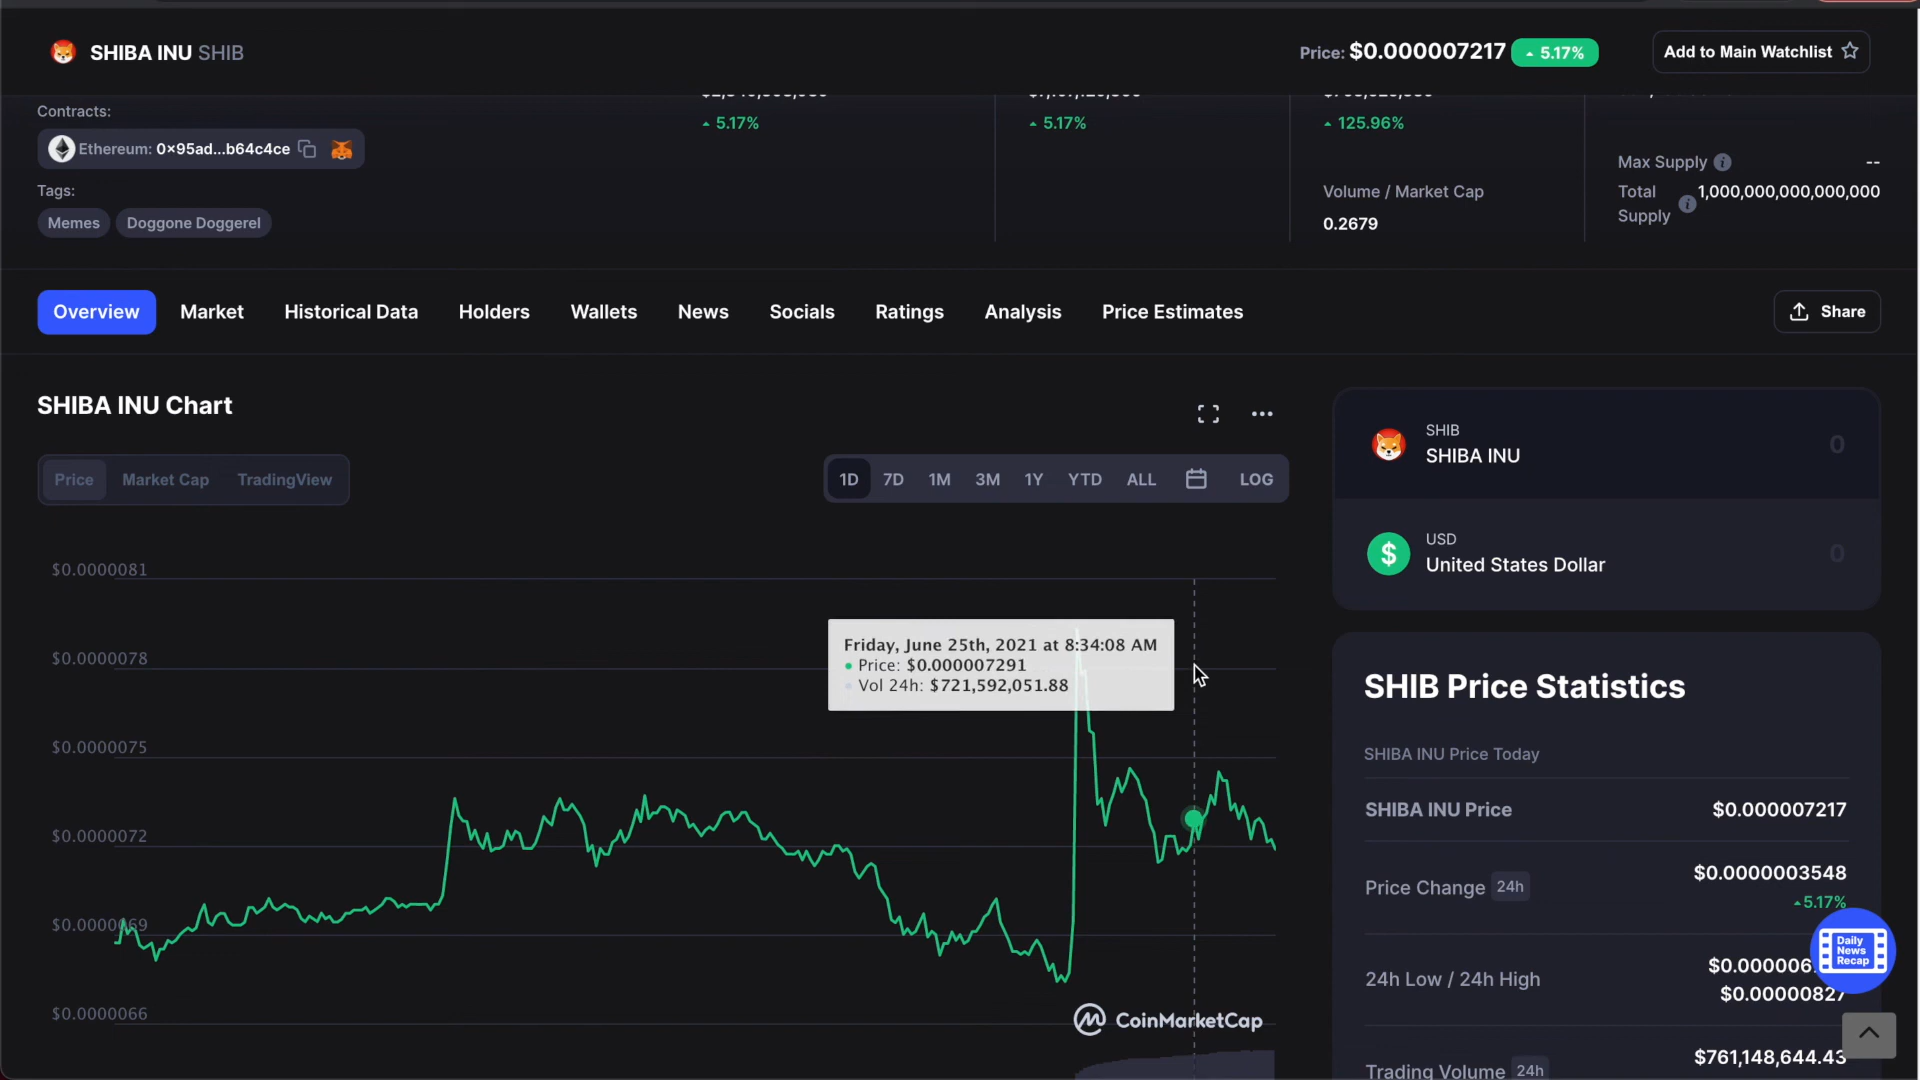 SHIBA INU SHIB
Price: $0.000007217 5.17%
Add to Main Watchlist
Contracts:
5.17%
5.17%
125.96%
Ethereum: 0x95ad...b64c4ce
Max Supply --
Tags:
Volume / Market Cap
Total Supply 1,000,000,000,000,000
Memes Doggone Doggerel
0.2679
Overview Market Historical Data Holders Wallets News Socials Ratings Analysis Price Estimates
Share
SHIBA INU Chart
Price Market Cap TradingView
1D 7D 1M 3M 1Y YTD ALL LOG
SHIB
SHIBA INU
0
USD
United States Dollar
0
$0.0000081
$0.0000078
$0.0000075
$0.0000072
$0.0000069
$0.0000066
Friday, June 25th, 2021 at 8:34:08 AM
Price: $0.000007291
Vol 24h: $721,592,051.88
CoinMarketCap
SHIB Price Statistics
SHIBA INU Price Today
SHIBA INU Price $0.000007217
Price Change 24h $0.0000003548
5.17%
24h Low / 24h High
$0.00000827
Daily
News
Recap
Trading Volume 24h $761,148,644.43